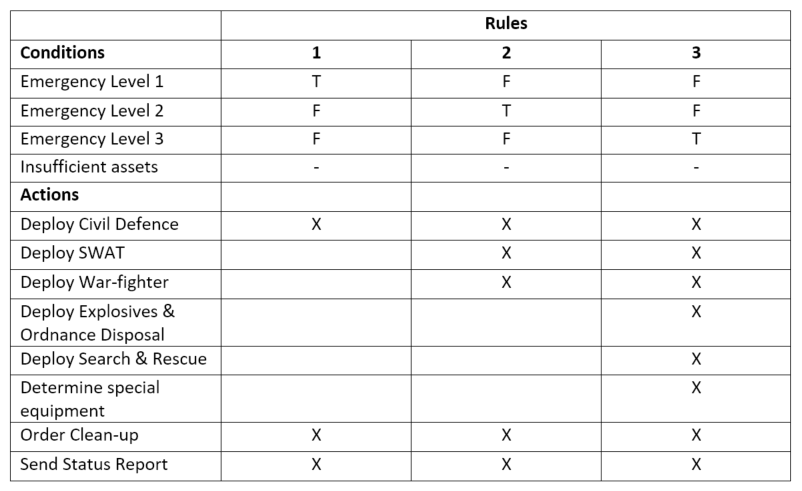 Rules
Conditions 1 2 3
Emergency Level 1 T F F
Emergency Level 2 F T F
Emergency Level 3 F F T
Insufficient assets - - -
Actions
Deploy Civil Defence X X X
Deploy SWAT X X
Deploy War-fighter X X
Deploy Explosives & X
Ordnance Disposal
Deploy Search & Rescue X
Determine special X
equipment
Order Clean-up X X X
Send Status Report X X X